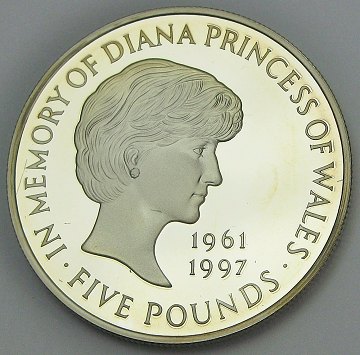 IN MEMORY OF DIANA PRINCESS OF WALES ·
FIVE POUNDS ·
1961
1997